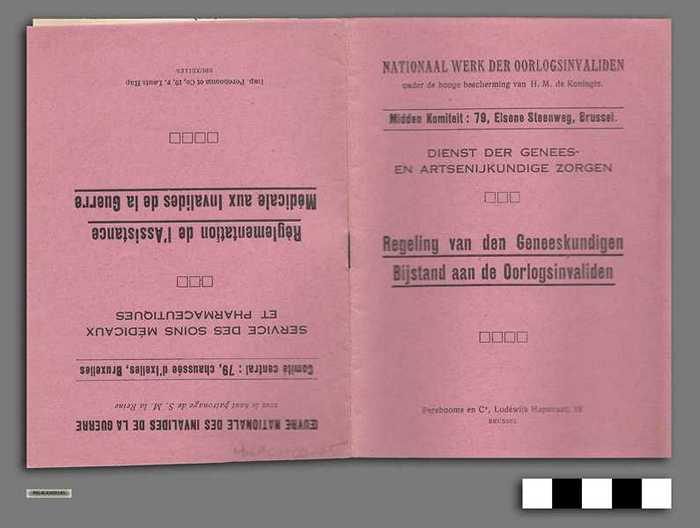 NATIONAAL WERK DER OORLOGSINVALIDEN
onder de hooge bescherming van H. M. de Koningin.
Midden Komiteit : 79, Elsene Steenweg, Brussel.
DIENST DER GENEES-
EN ARTSENIJKUNDIGE ZORGEN
Regeling van den Geneeskundigen
Bijstand aan de Oorlogsinvaliden
Perebooms en Cº, Lodewijk Hapstraat,
BRUSSEL
ŒUVRE NATIONALE DES INVALIDES DE LA GUERRE
sous le haut patronage de S. M. la Reine
Comité central : 79, chaussée d'Ixelles, Bruxelles
SERVICE DES SOINS MÉDICAUX
ET PHARMACEUTIQUES
Réglementation de l'Assistance
Médicale aux Invalides de la Guerre
Imp. Perebooms et Co, 19, r. Louis Hap
BRUXELLES